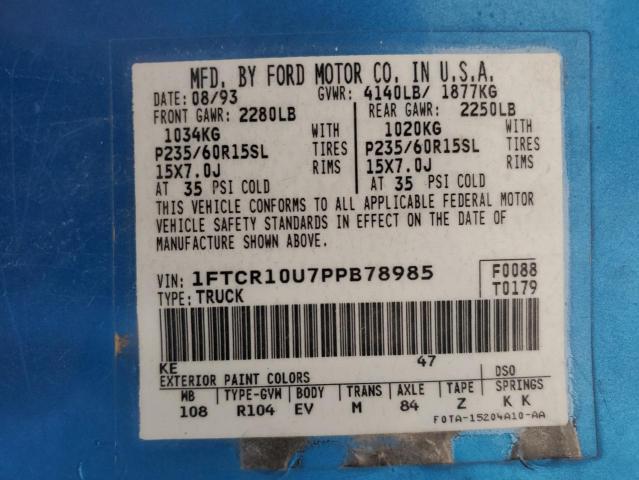 MFD. BY FORD MOTOR CO. IN U.S.A.
DATE: 08/93 GVWR: 4140LB/ 1877KG
FRONT GAWR: 2280LB REAR GAWR: 2250LB
1034KG WITH 1020KG WITH
P235/60R15SL TIRES P235/60R15SL TIRES
15X7.0J RIMS 15X7.0J RIMS
AT 35 PSI COLD AT 35 PSI COLD
THIS VEHICLE CONFORMS TO ALL APPLICABLE FEDERAL MOTOR
VEHICLE SAFETY STANDARDS IN EFFECT ON THE DATE OF
MANUFACTURE SHOWN ABOVE.
VIN: 1FTCR10U7PPB78985 F0088
TYPE: TRUCK T0179
KE 47
EXTERIOR PAINT COLORS DSO
WB TYPE-GVW BODY TRANS AXLE TAPE SPRINGS
108 R104 EV M 84 Z K K
F0TA-15204A10-AA